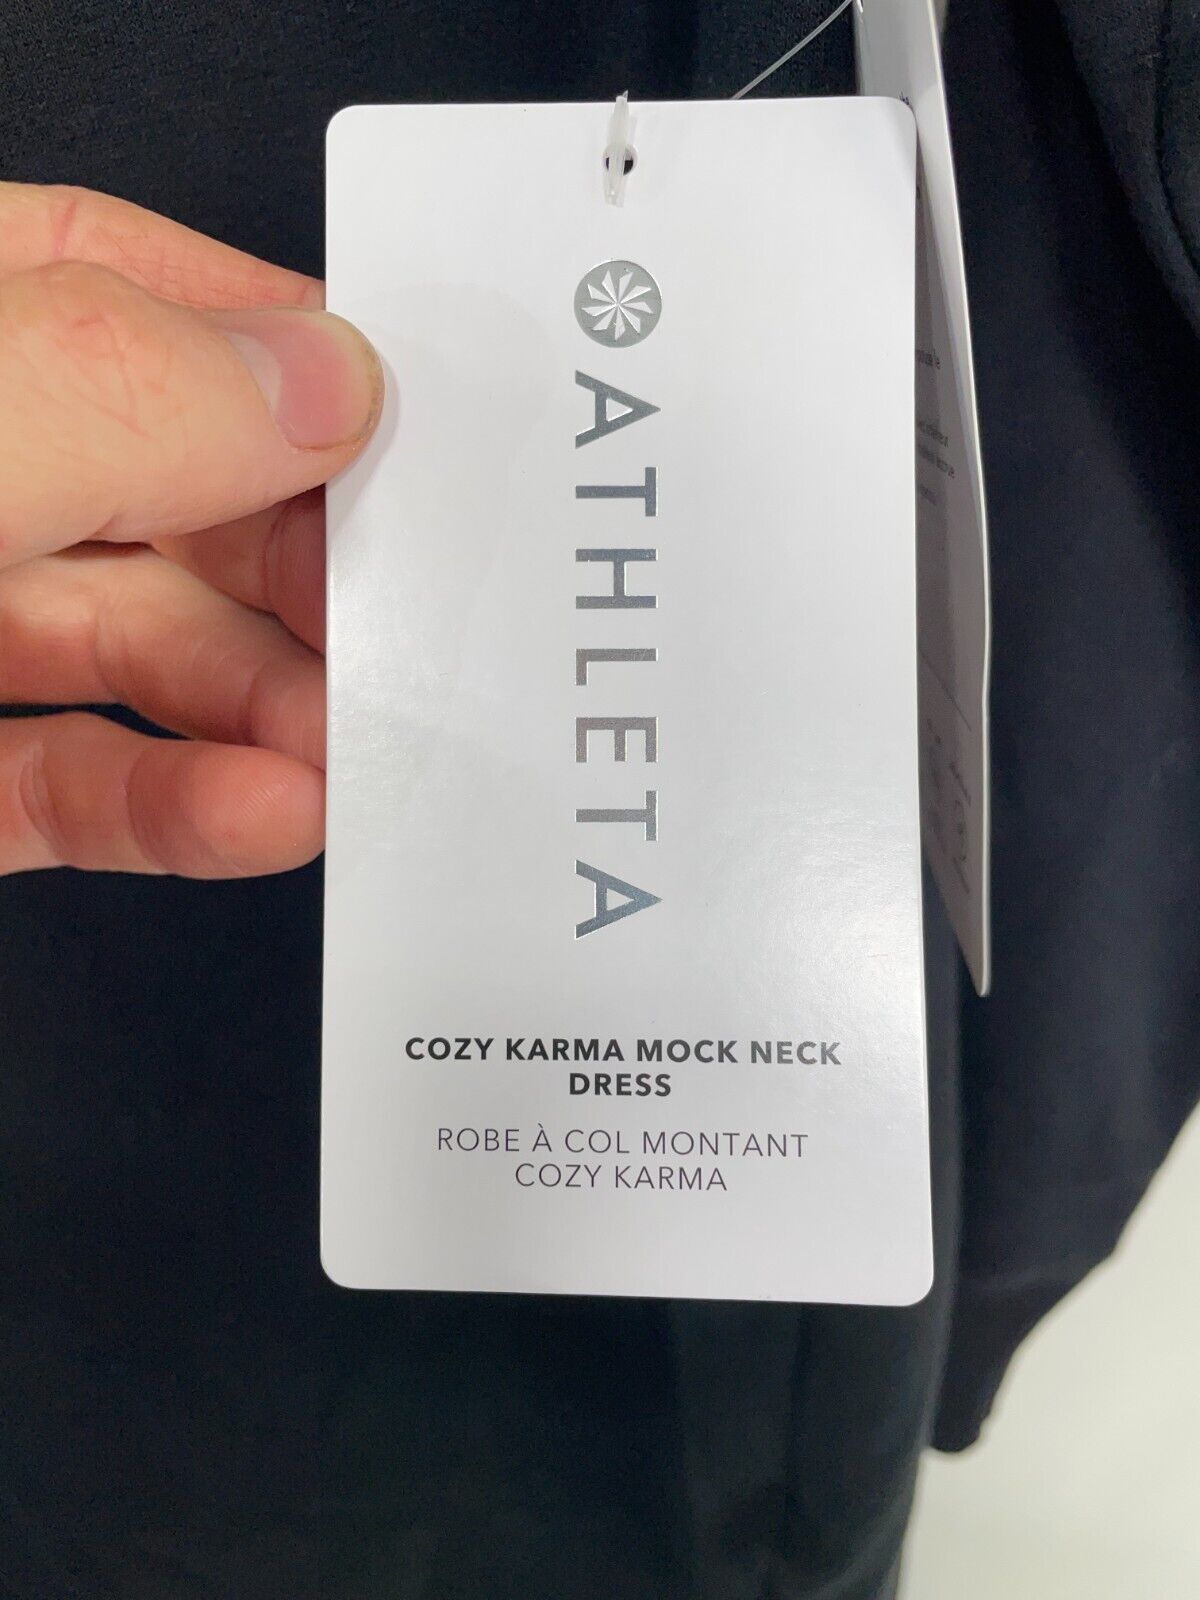 ATHLETA
COZY KARMA MOCK NECK
DRESS
ROBE À COL MONTANT
COZY KARMA